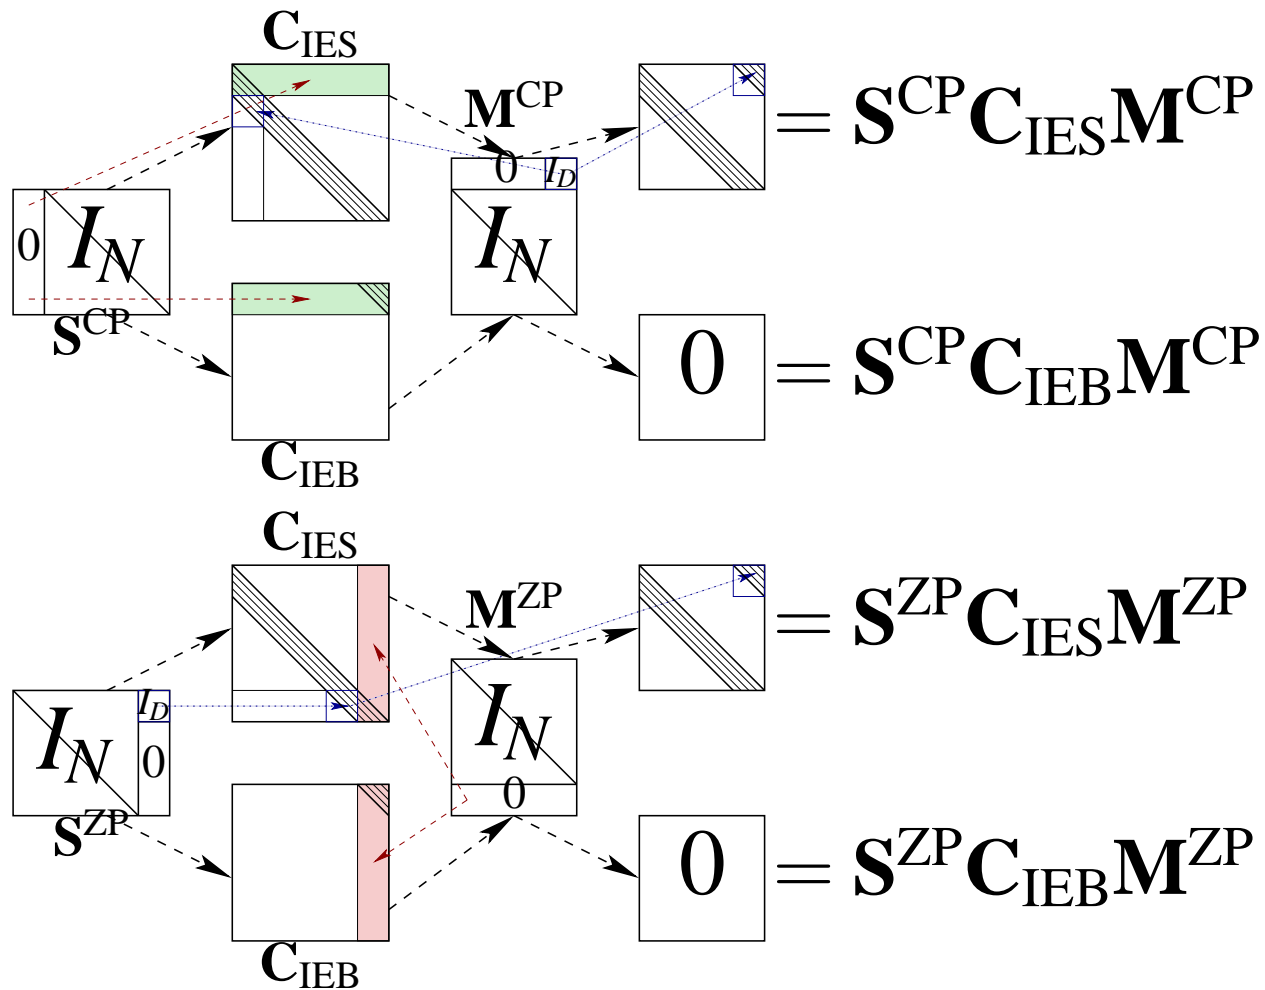 C_IES
M^CP
= S^CP C_IES M^CP
0 I_D
0 I_N
I_N
S^CP
0 = S^CP C_IEB M^CP
C_IEB
C_IES
M^ZP
= S^ZP C_IES M^ZP
I_N I_D
0
I_N
0
S^ZP
0 = S^ZP C_IEB M^ZP
C_IEB